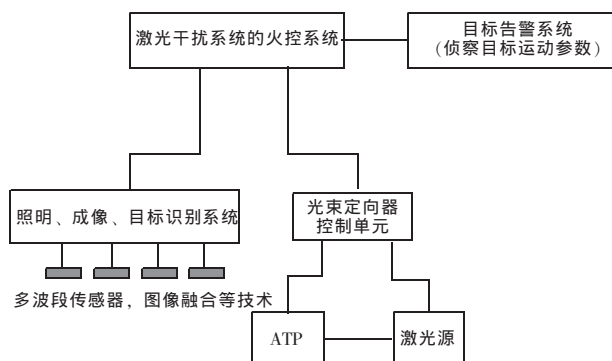 激光干扰系统的火控系统
目标告警系统
(侦察目标运动参数)
照明、成像、目标识别系统
光束定向器
控制单元
多波段传感器，图像融合等技术
ATP
激光源